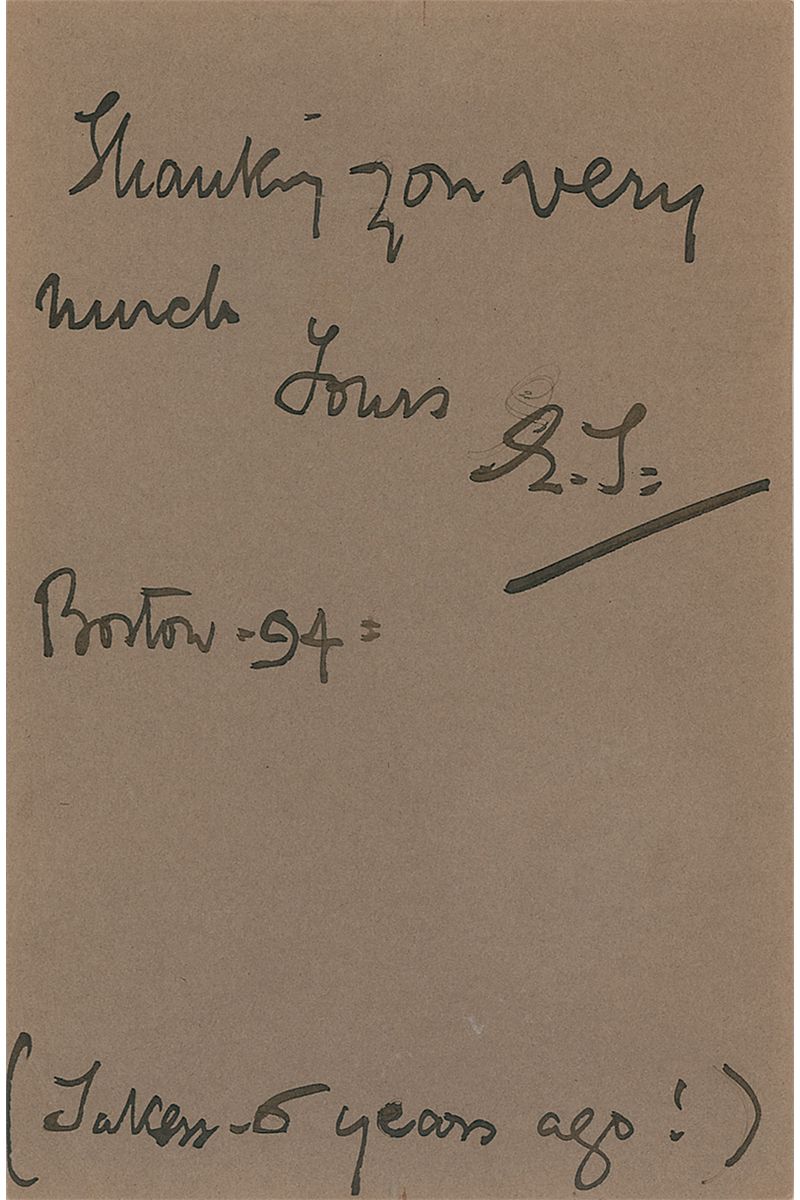 Thanking you very
much
Yours
E.T=
Boston -94=
(Taken - 6 years ago!)